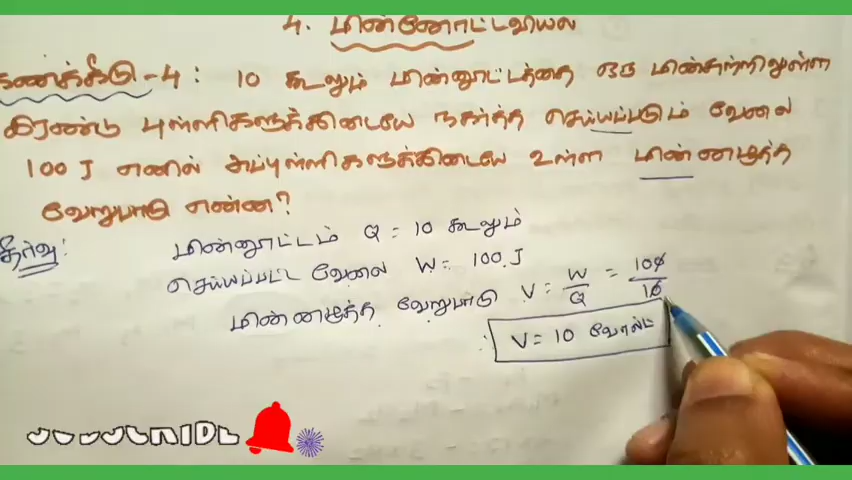 4. மின்னோட்டவியல்
கணக்கீடு -4 : 10 கூலும் மின்னூட்டத்தை ஒரு மின்சுற்றிலுள்ள
இரண்டு புள்ளிகளுக்கிடையே நகர்த்த செய்யப்படும் வேலை
100 J எனில் அப்புள்ளிகளுக்கிடையே உள்ள மின்னழுத்த
வேறுபாடு என்ன?
தீர்வு:
மின்னூட்டம் Q = 10 கூலும்
செய்யப்பட்ட வேலை W = 100 J
மின்னழுத்த வேறுபாடு V = W/Q = 100/10
∴ V = 10 வோல்ட்